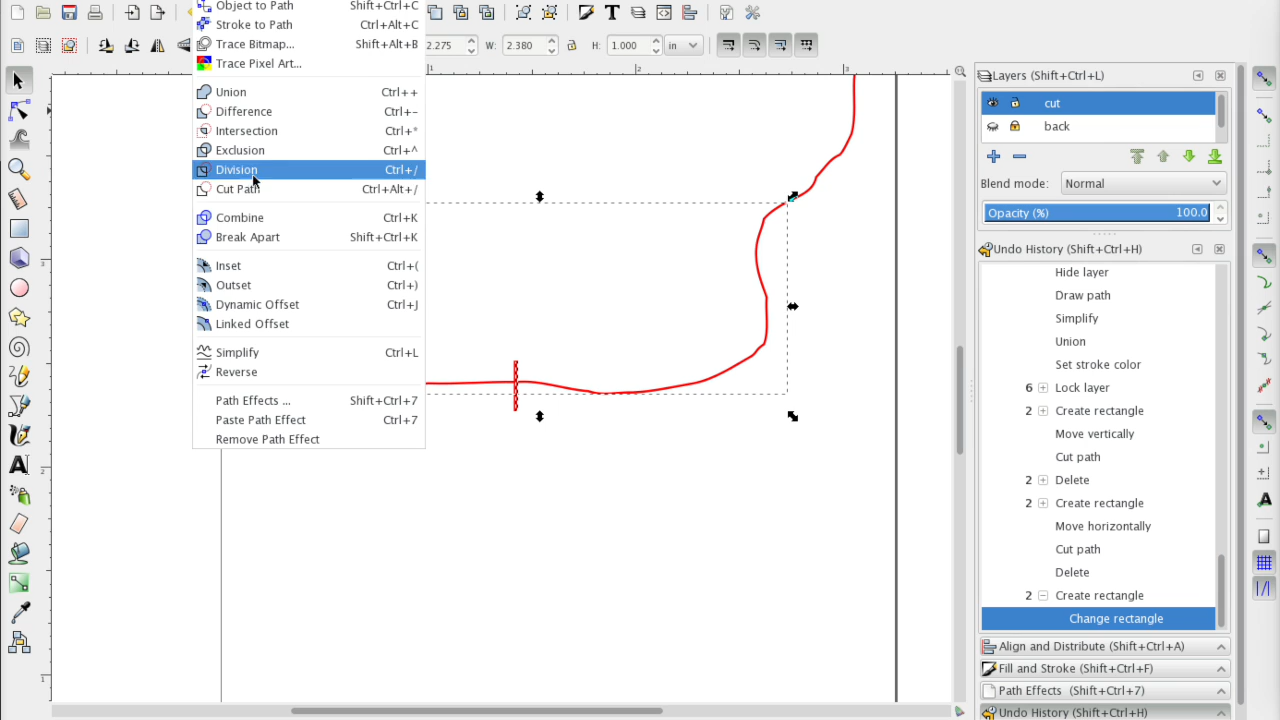 Object to Path Shift+Ctrl+C
Stroke to Path Ctrl+Alt+C
Trace Bitmap... Shift+Alt+B
Trace Pixel Art...
Union Ctrl++
Difference Ctrl+-
Intersection Ctrl+*
Exclusion Ctrl+^
Division Ctrl+/
Cut Path Ctrl+Alt+/
Combine Ctrl+K
Break Apart Shift+Ctrl+K
Inset Ctrl+(
Outset Ctrl+)
Dynamic Offset Ctrl+J
Linked Offset
Simplify Ctrl+L
Reverse
Path Effects ... Shift+Ctrl+7
Paste Path Effect Ctrl+7
Remove Path Effect
2.275 W: 2.380 H: 1.000 in
1 2 3
3
2
1
Layers (Shift+Ctrl+L)
cut
back
Blend mode: Normal
Opacity (%) 100.0
Undo History (Shift+Ctrl+H)
Hide layer
Draw path
Simplify
Union
Set stroke color
6 Lock layer
2 Create rectangle
Move vertically
Cut path
2 Delete
2 Create rectangle
Move horizontally
Cut path
Delete
2 Create rectangle
Change rectangle
Align and Distribute (Shift+Ctrl+A)
Fill and Stroke (Shift+Ctrl+F)
Path Effects (Shift+Ctrl+7)
Undo History (Shift+Ctrl+H)